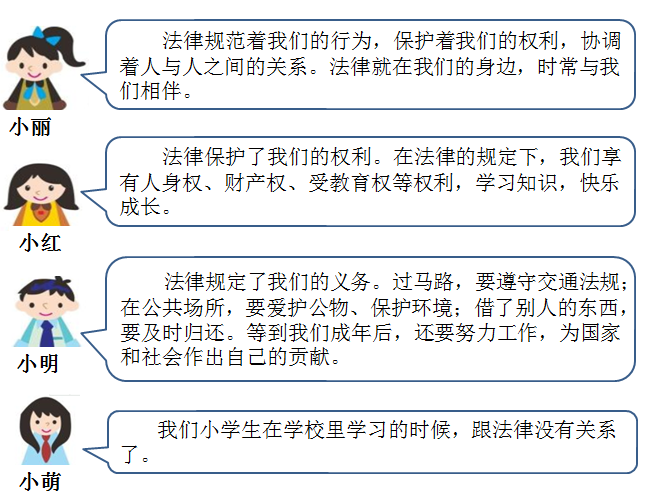 法律规范着我们的行为，保护着我们的权利，协调
着人与人之间的关系。法律就在我们的身边，时常与我
们相伴。
小丽
法律保护了我们的权利。在法律的规定下，我们享
有人身权、财产权、受教育权等权利，学习知识，快乐
成长。
小红
法律规定了我们的义务。过马路，要遵守交通法规；
在公共场所，要爱护公物、保护环境；借了别人的东西，
要及时归还。等到我们成年后，还要努力工作，为国家
和社会作出自己的贡献。
小明
我们小学生在学校里学习的时候，跟法律没有关系
了。
小萌